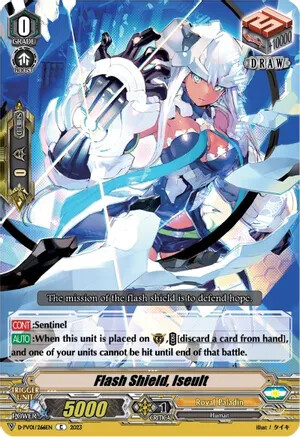 0
GRADE
BOOST
+10000
DRAW
The mission of the flash shield is to defend hope.
CONT:Sentinel
AUTO:When this unit is placed on , [discard a card from hand],
and one of your units cannot be hit until end of that battle.
Flash Shield, Iseult
TRIGGER UNIT
POWER 5000
1
CRITICAL
Royal Paladin
Human
D-PV01/266EN C 2023
Illust. / タイキ